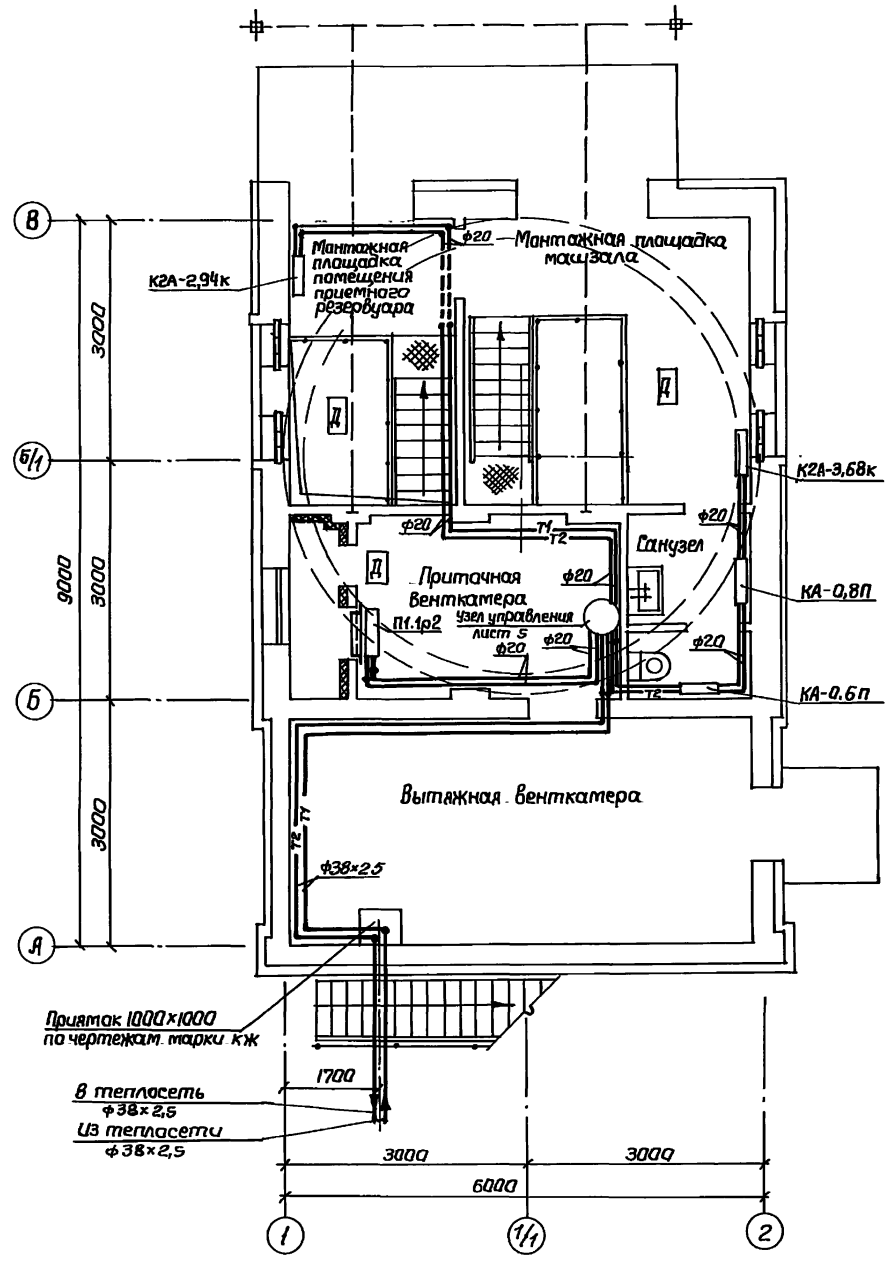 В
Монтажная
площадка
помещения
приемного
резервуара
ф20
Монтажная площадка
машзала
К2А-2,94к
3000
Д
Д
Б/1
К2А-3,68к
ф20
Т1
Т2
Санузел
ф20
9000
3000
Д
Приточная
венткамера
ф20
КА-0,8П
П1.1р2
Узел управления
лист 5
ф20
ф20
ф20
Б
Т2
КА-0.6п
Вытяжная венткамера
3000
Т2
Т1
ф38×2.5
А
Приямок 1000×1000
по чертежам марки КЖ
1700
В теплосеть
ф38×2,5
Из теплосети
ф38×2,5
3000
3000
6000
1
1/1
2